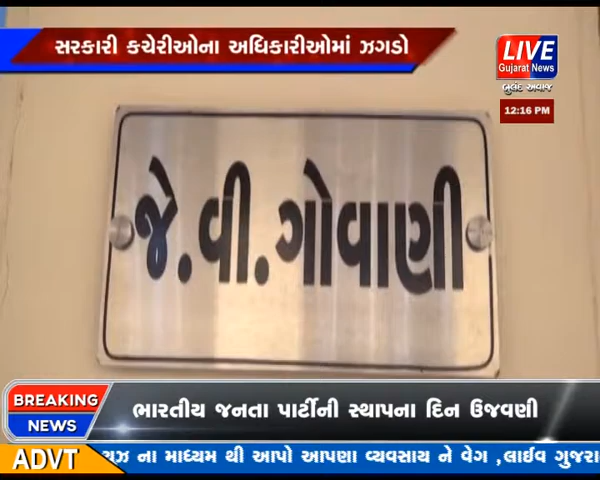 સરકારી કચેરીઓના અધિકારીઓમાં ઝગડો
LIVE
Gujarat News
બુલંદ અવાજ
12:16 PM
જે.વી.ગોવાણી
BREAKING
NEWS
ભારતીય જનતા પાર્ટીની સ્થાપના દિન ઉજવણી
ADVT
ના માધ્યમ થી આપો આપણા વ્યવસાય ને વેગ ,લાઈવ